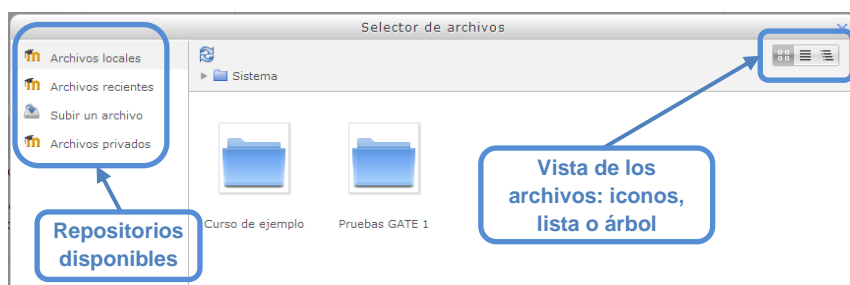 Selector de archivos
Archivos locales
Archivos recientes
Subir un archivo
Archivos privados
Sistema
Curso de ejemplo
Pruebas GATE 1
Repositorios
disponibles
Vista de los
archivos: iconos,
lista o árbol